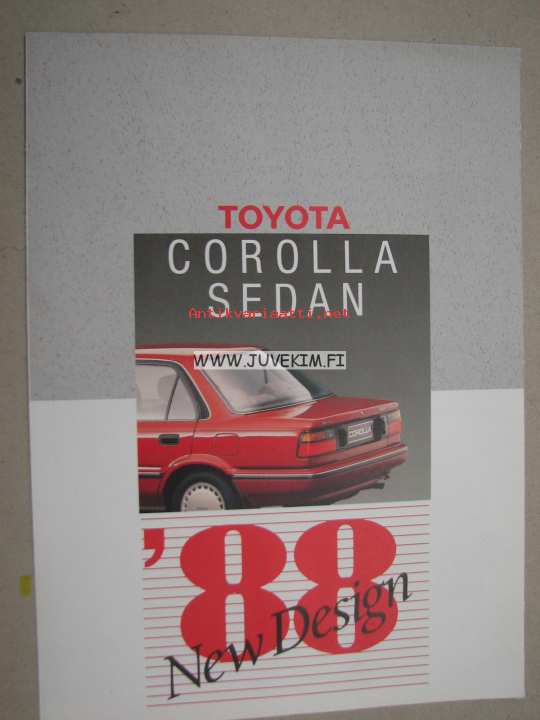 TOYOTA
COROLLA
SEDAN
Antikvariaatti.net
WWW.JUVEKIM.FI
COROLLA
'88
New Design